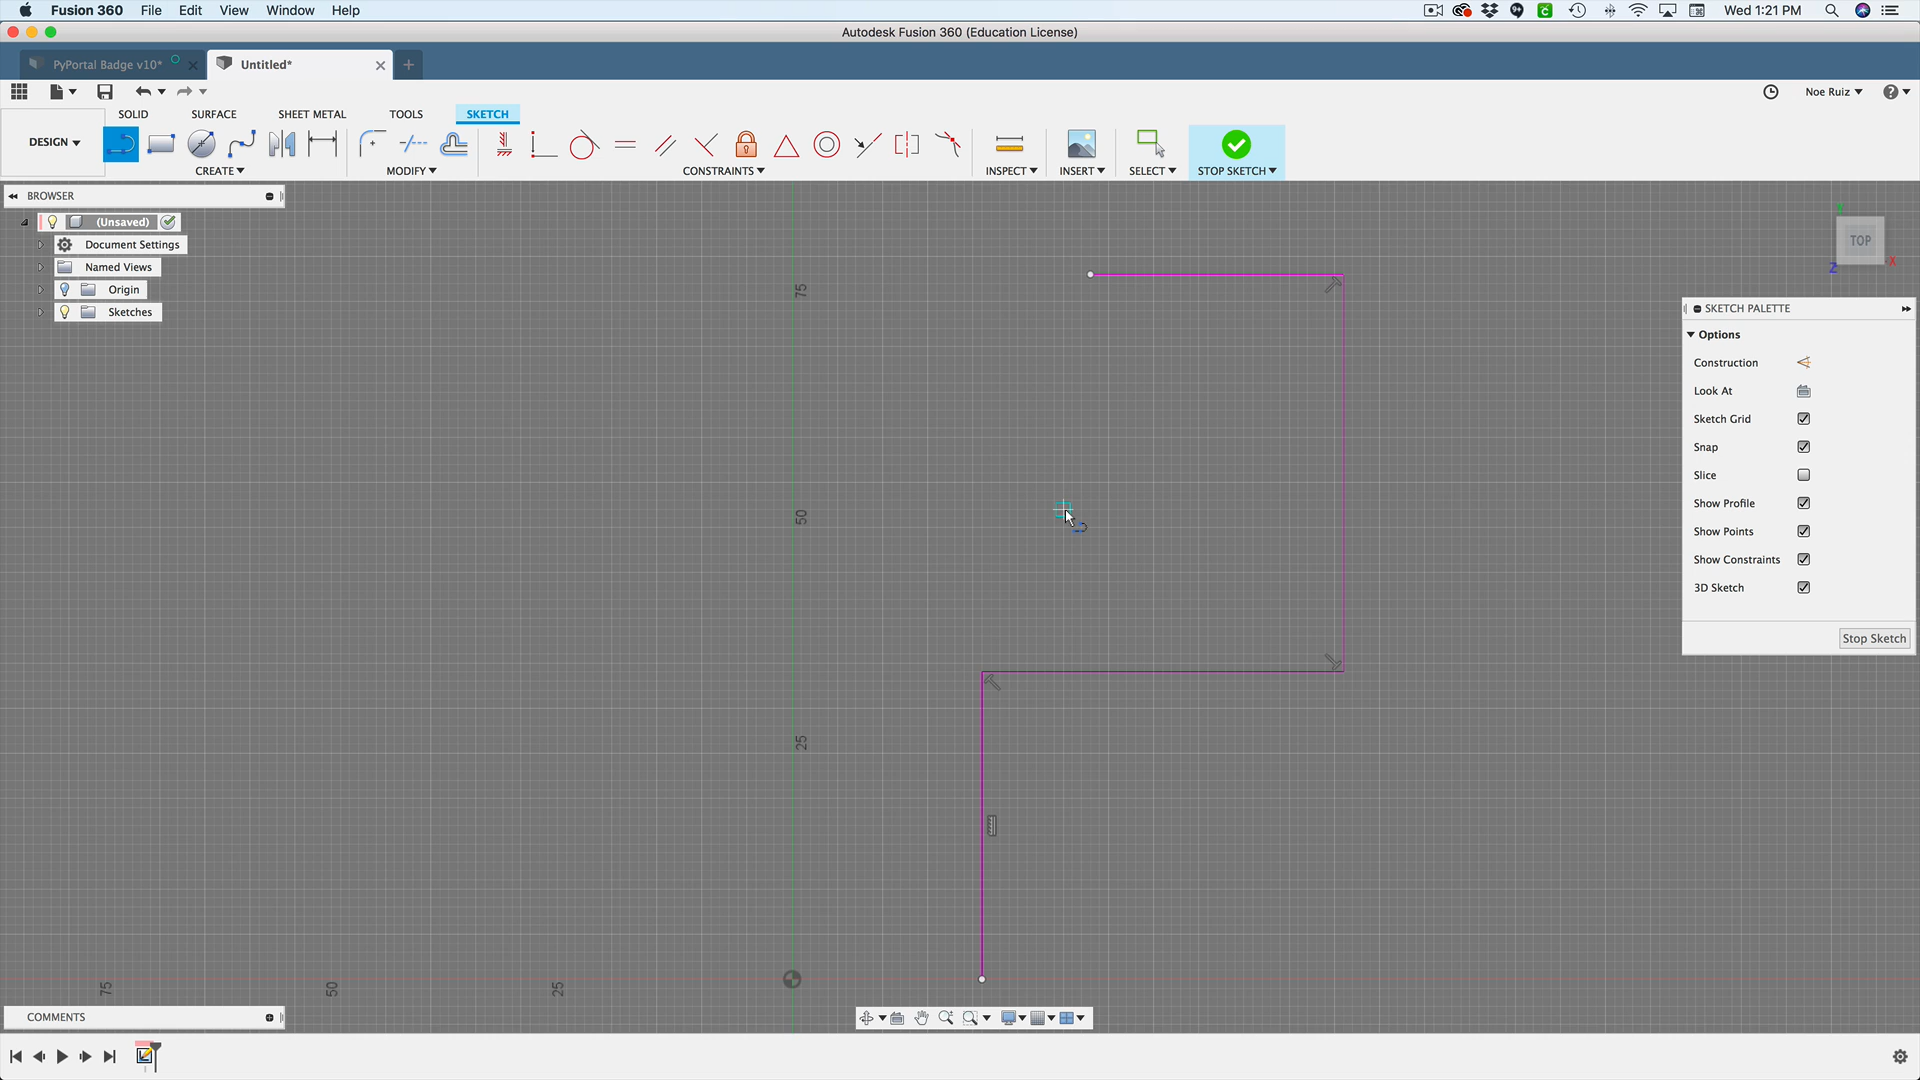 Fusion 360 File Edit View Window Help Wed 1:21 PM
Autodesk Fusion 360 (Education License)
PyPortal Badge v10* Untitled*
Noe Ruiz
SOLID SURFACE SHEET METAL TOOLS SKETCH
DESIGN
CREATE MODIFY CONSTRAINTS INSPECT INSERT SELECT STOP SKETCH
BROWSER
(Unsaved)
Document Settings
Named Views
Origin
Sketches
TOP
Y
X
Z
SKETCH PALETTE
Options
Construction
Look At
Sketch Grid
Snap
Slice
Show Profile
Show Points
Show Constraints
3D Sketch
Stop Sketch
75
50
25
75 50 25
COMMENTS